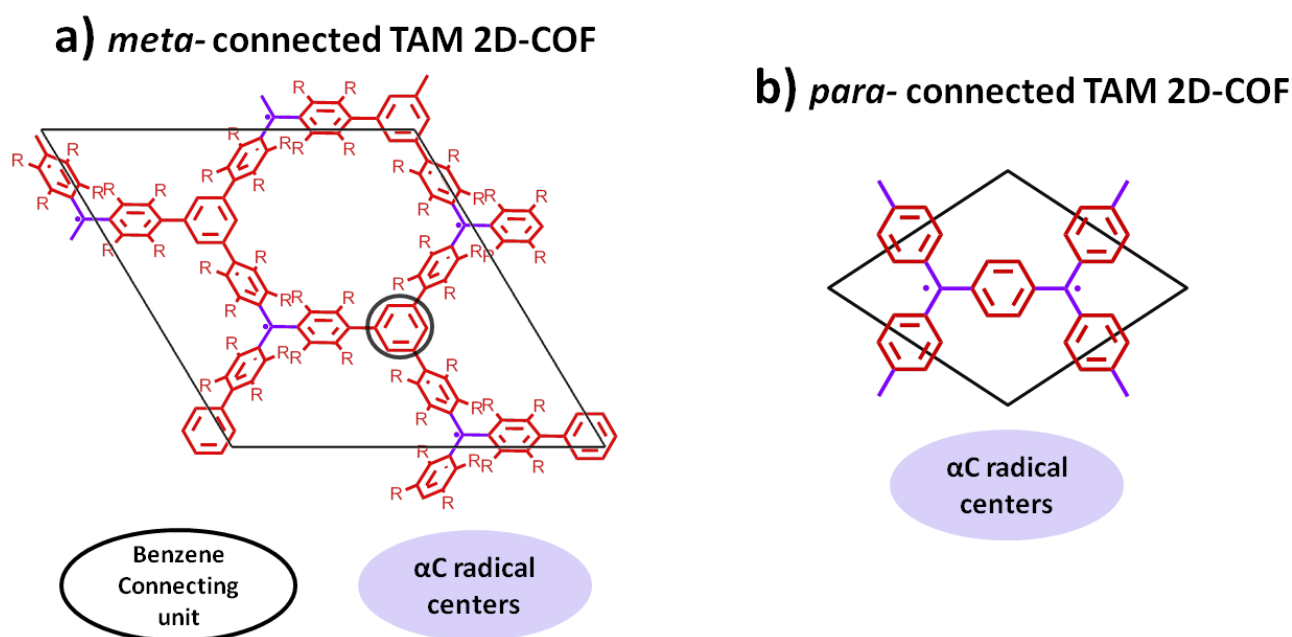 a) meta- connected TAM 2D-COF
b) para- connected TAM 2D-COF
R R
R R
R R
R R
R R R R
R R R R
R R R R
R R
R R R R
R R R R
R R
R R R R
R R
R R R R
R R
R R
Benzene
Connecting
unit
αC radical
centers
αC radical
centers